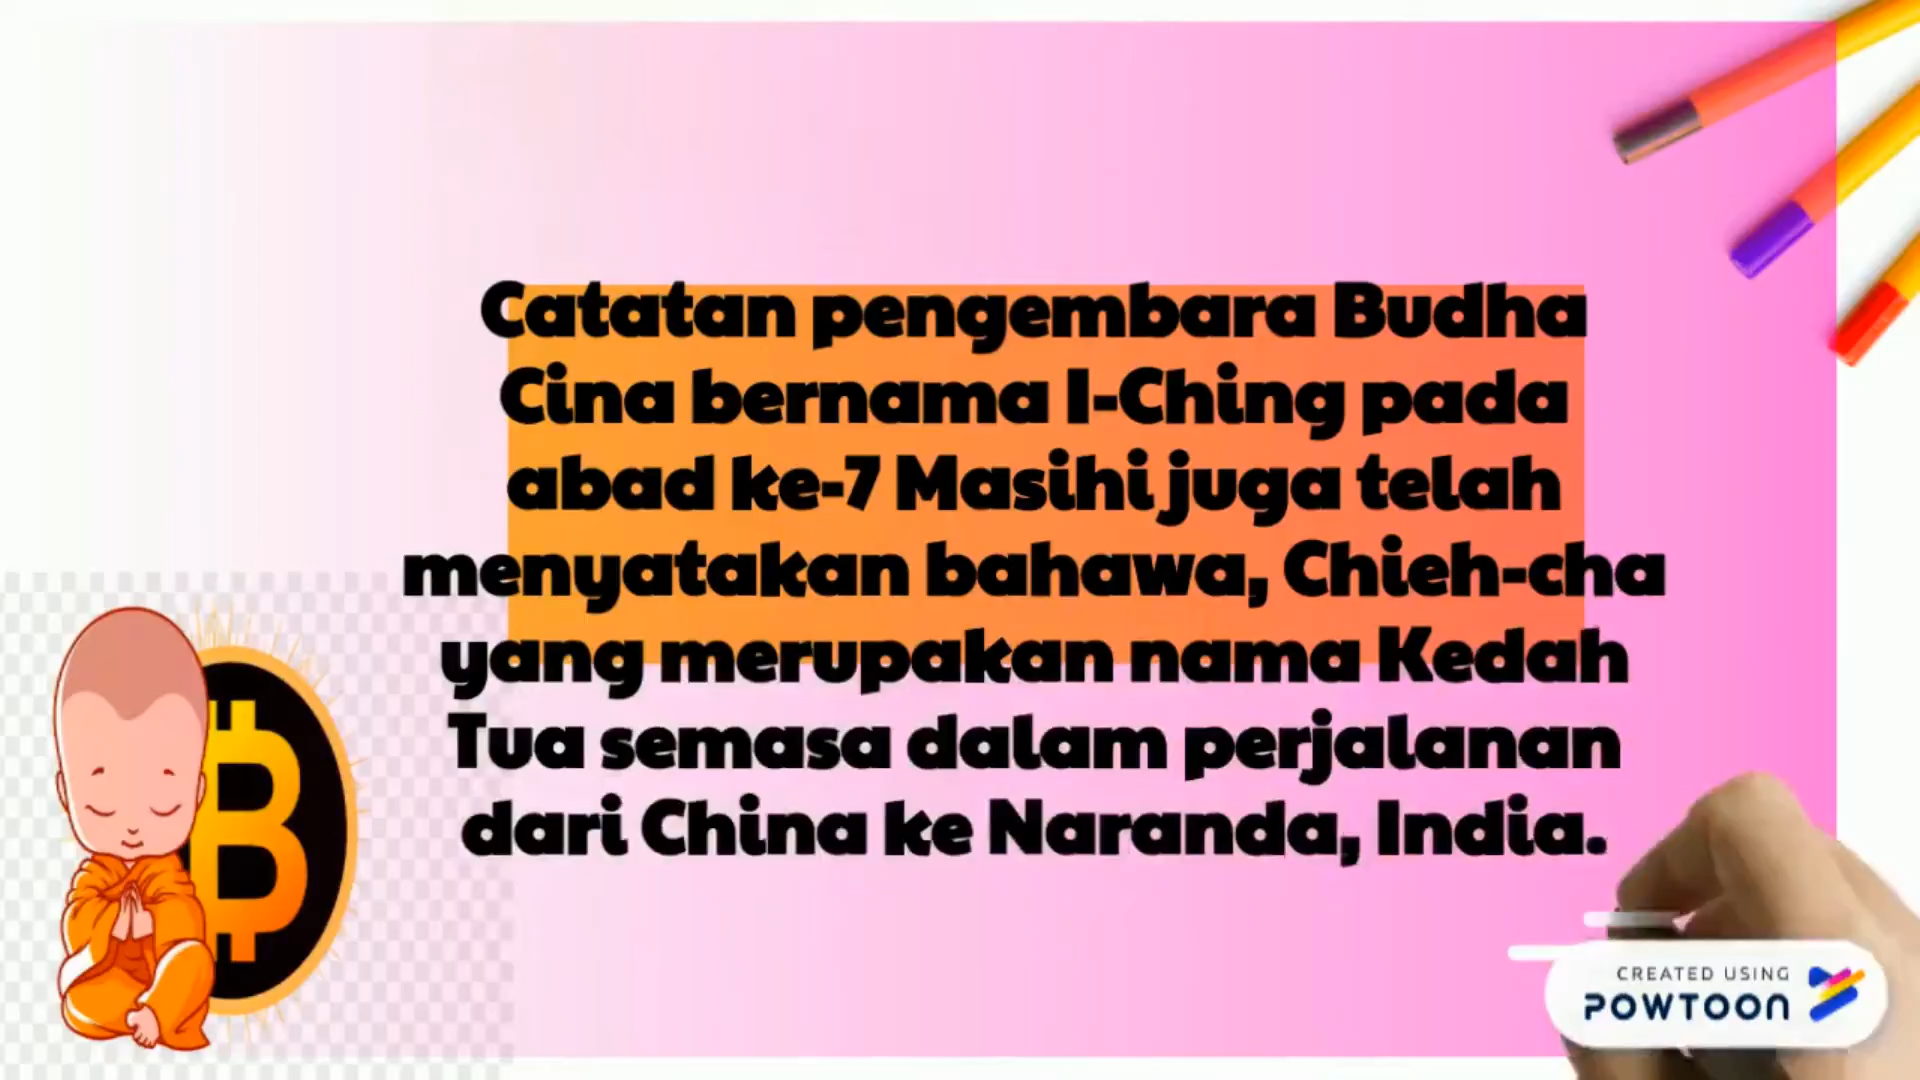 Catatan pengembara Budha
Cina bernama I-Ching pada
abad ke-7 Masihi juga telah
menyatakan bahawa, Chieh-cha
yang merupakan nama Kedah
Tua semasa dalam perjalanan
dari China ke Naranda, India.
CREATED USING
POWTOON